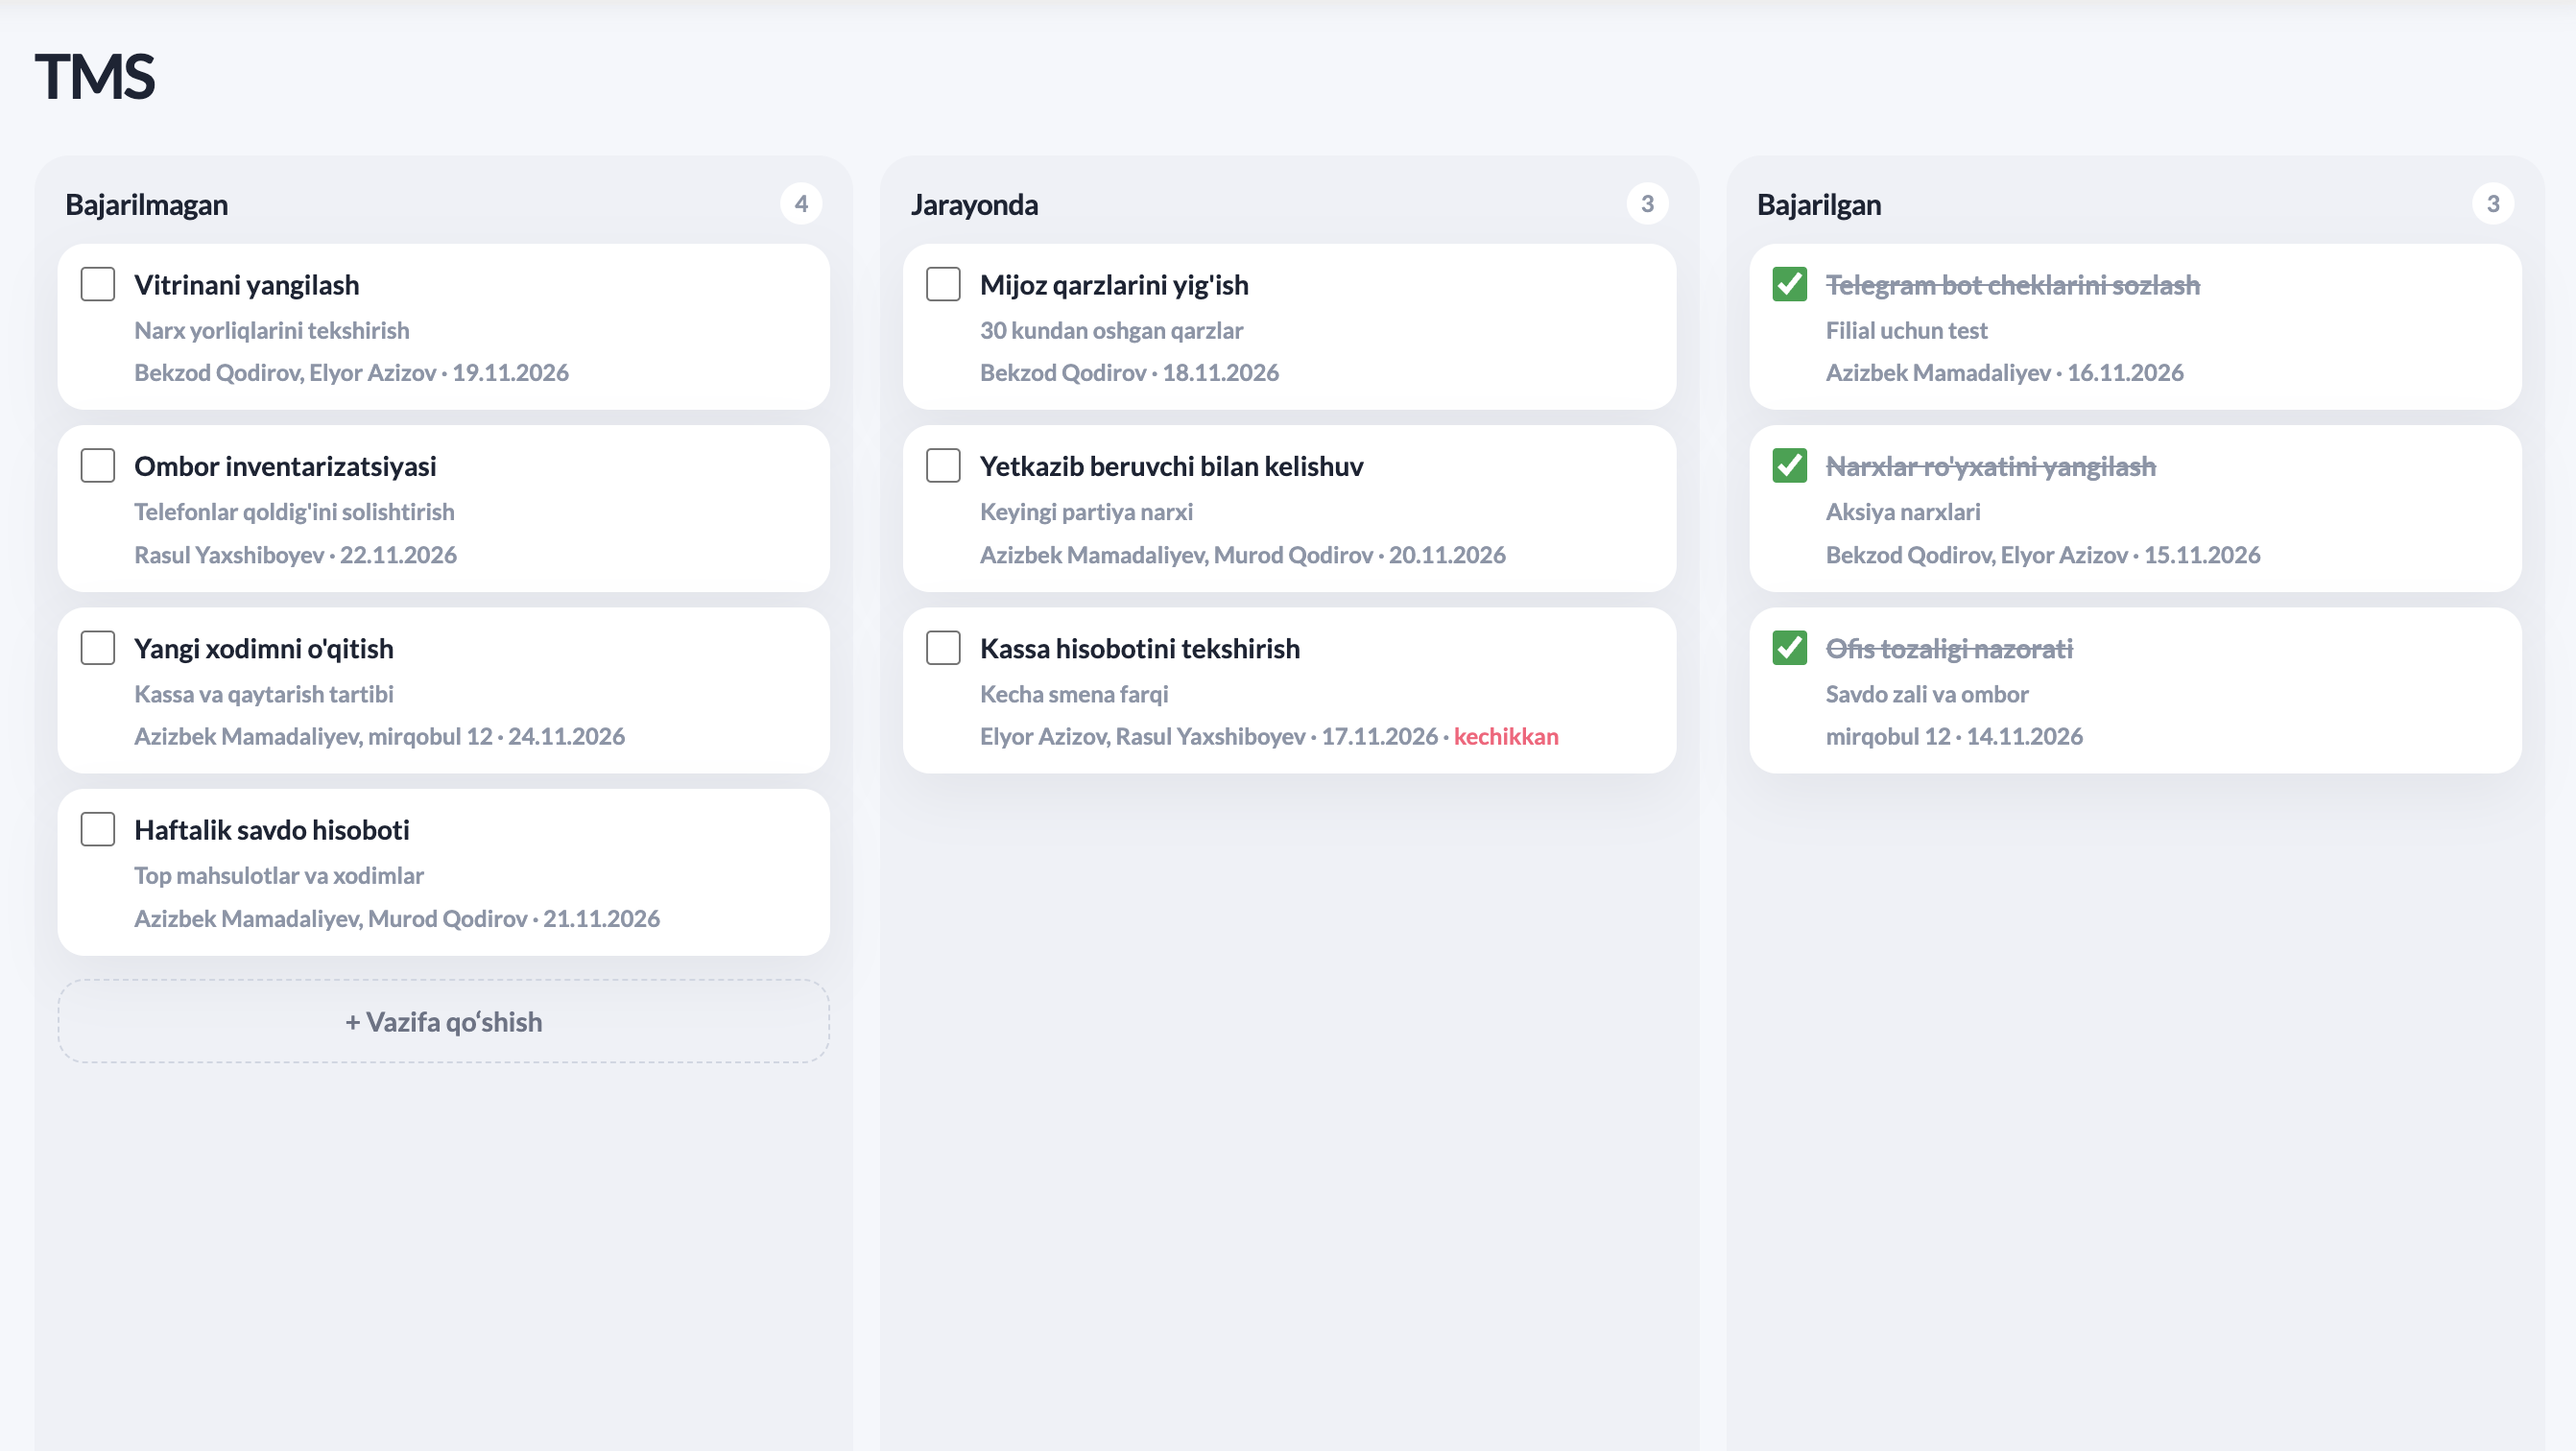 TMS
Bajarilmagan
4
Vitrinani yangilash
Narx yorliqlarini tekshirish
Bekzod Qodirov, Elyor Azizov · 19.11.2026
Ombor inventarizatsiyasi
Telefonlar qoldig'ini solishtirish
Rasul Yaxshiboyev · 22.11.2026
Yangi xodimni o'qitish
Kassa va qaytarish tartibi
Azizbek Mamadaliyev, mirqobul 12 · 24.11.2026
Haftalik savdo hisoboti
Top mahsulotlar va xodimlar
Azizbek Mamadaliyev, Murod Qodirov · 21.11.2026
+ Vazifa qo‘shish
Jarayonda
3
Mijoz qarzlarini yig'ish
30 kundan oshgan qarzlar
Bekzod Qodirov · 18.11.2026
Yetkazib beruvchi bilan kelishuv
Keyingi partiya narxi
Azizbek Mamadaliyev, Murod Qodirov · 20.11.2026
Kassa hisobotini tekshirish
Kecha smena farqi
Elyor Azizov, Rasul Yaxshiboyev · 17.11.2026 · kechikkan
Bajarilgan
3
Telegram bot cheklarini sozlash
Filial uchun test
Azizbek Mamadaliyev · 16.11.2026
Narxlar ro'yxatini yangilash
Aksiya narxlari
Bekzod Qodirov, Elyor Azizov · 15.11.2026
Ofis tozaligi nazorati
Savdo zali va ombor
mirqobul 12 · 14.11.2026